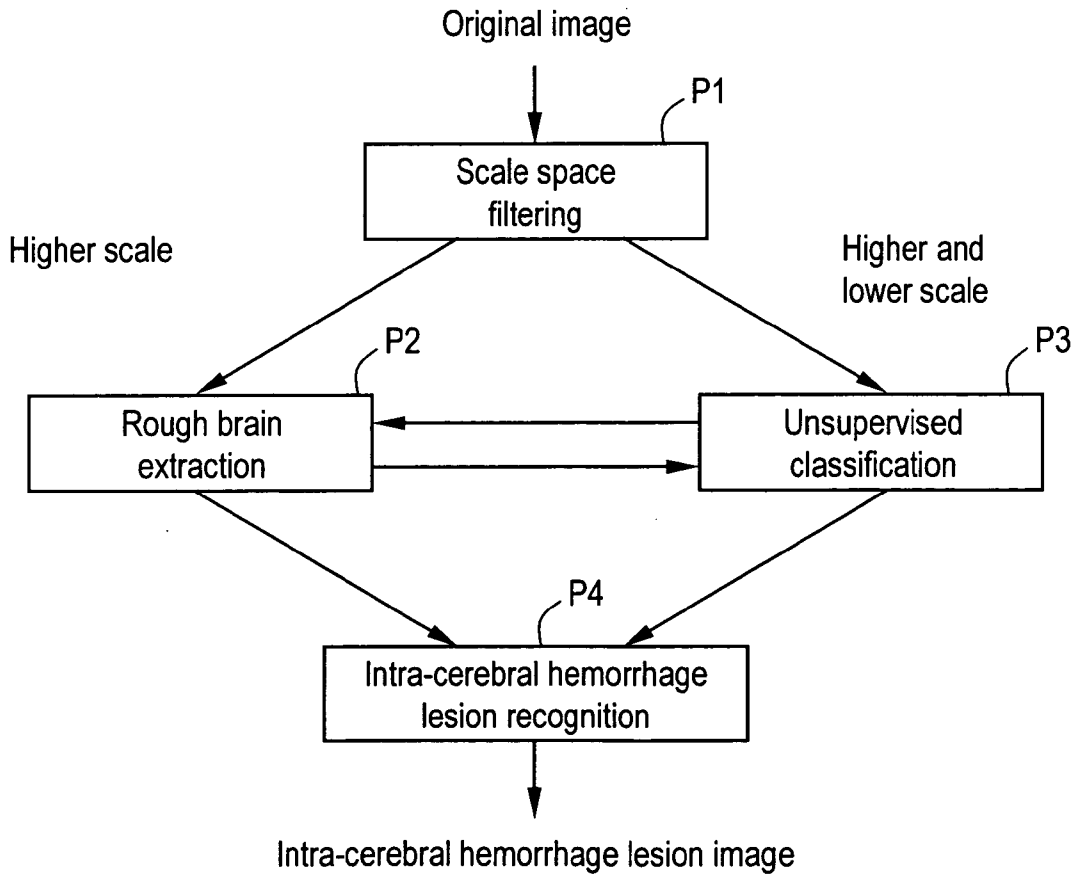 Original image
P1
Scale space
filtering
Higher scale
Higher and
lower scale
P2
P3
Rough brain
extraction
Unsupervised
classification
P4
Intra-cerebral hemorrhage
lesion recognition
Intra-cerebral hemorrhage lesion image